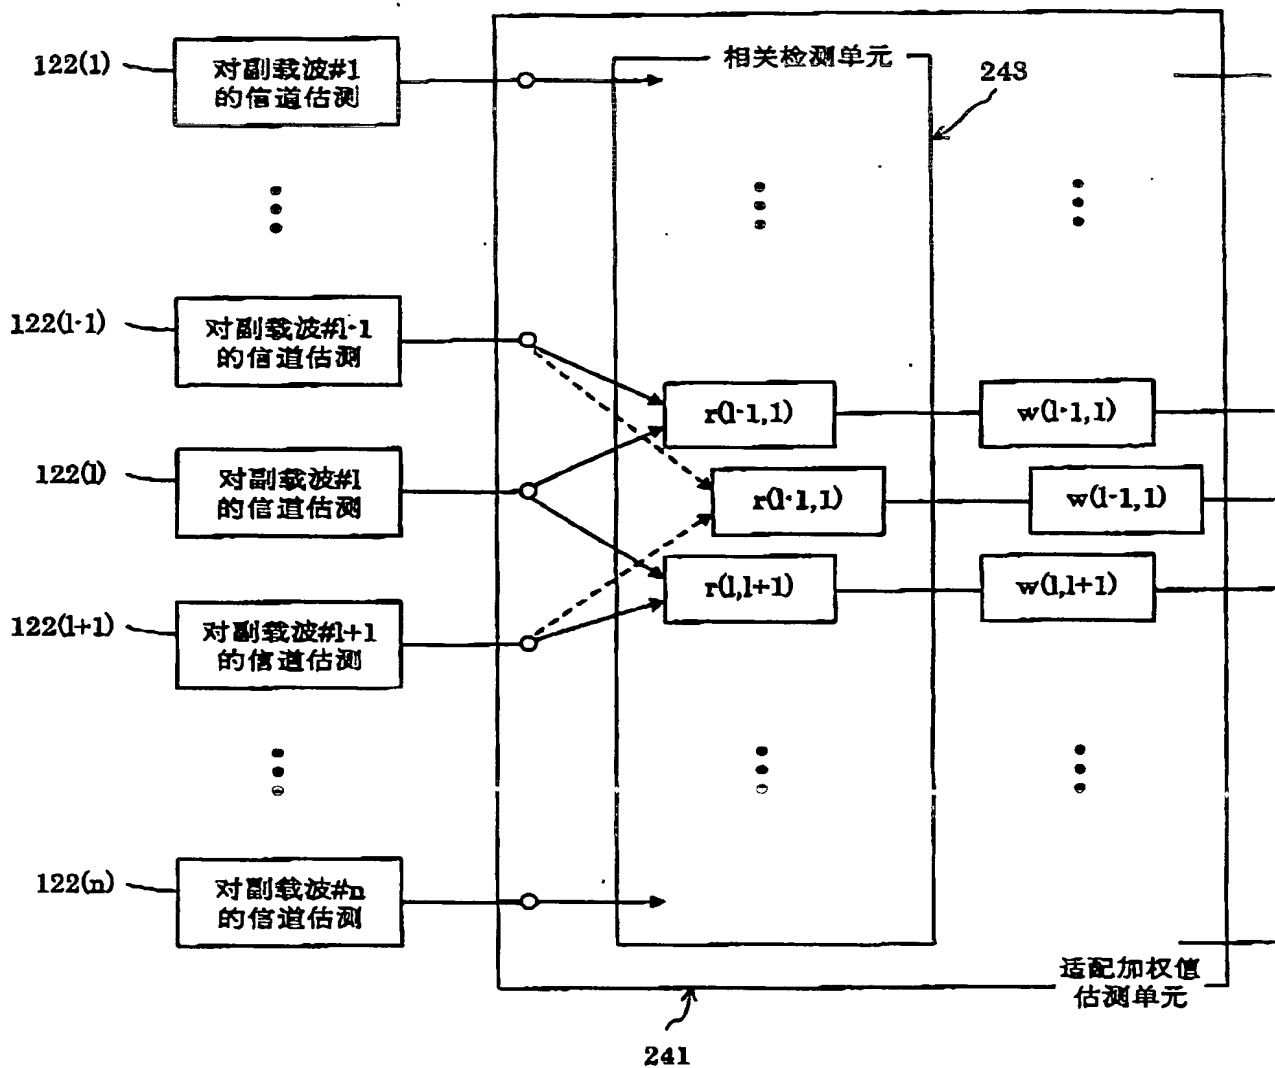 相关检测单元
243
122(1)
对副载波#1
的信道估测
122(l-1)
对副载波#l-1
的信道估测
r(l-1,1)
w(l-1,1)
122(l)
对副载波#l
的信道估测
r(l-1,1)
w(l-1,1)
r(l,l+1)
w(l,l+1)
122(l+1)
对副载波#l+1
的信道估测
122(n)
对副载波#n
的信道估测
适配加权值
估测单元
241